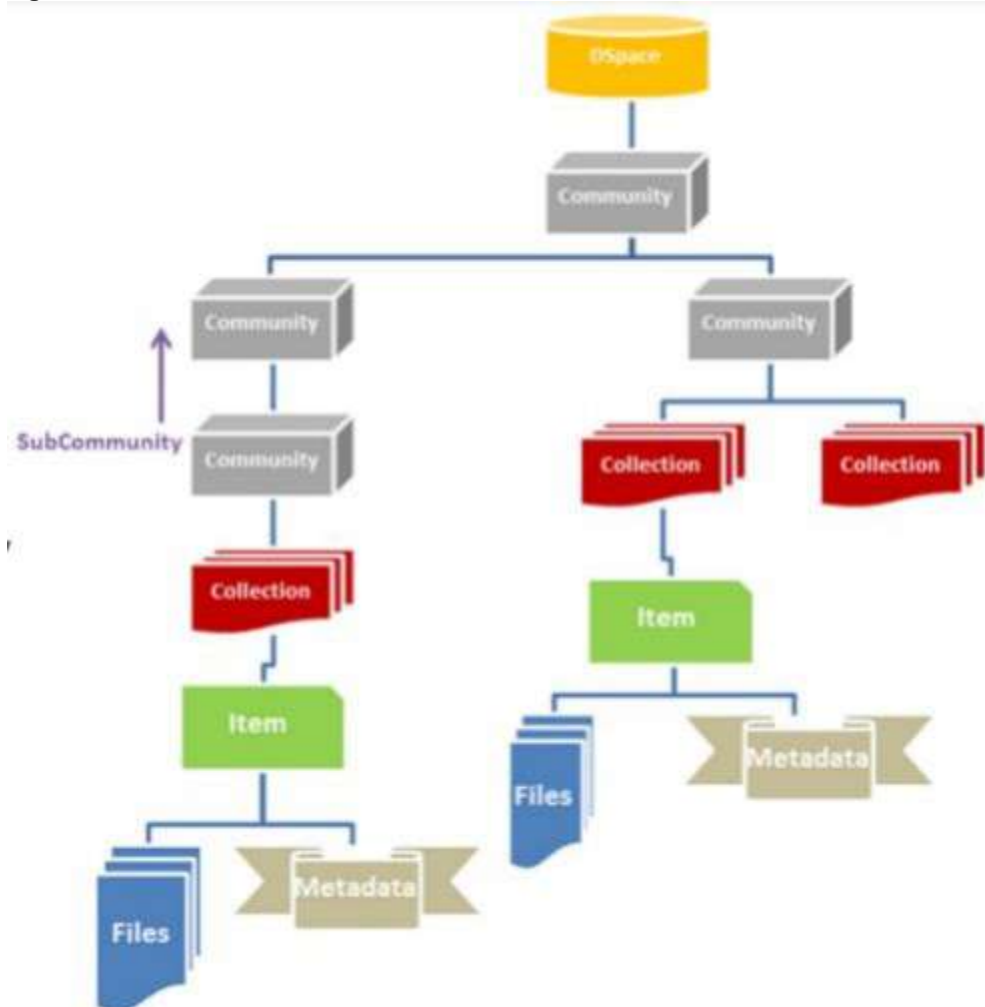 DSpace
Community
Community
Community
SubCommunity
Community
Collection
Collection
Collection
Item
Item
Metadata
Files
Metadata
Files